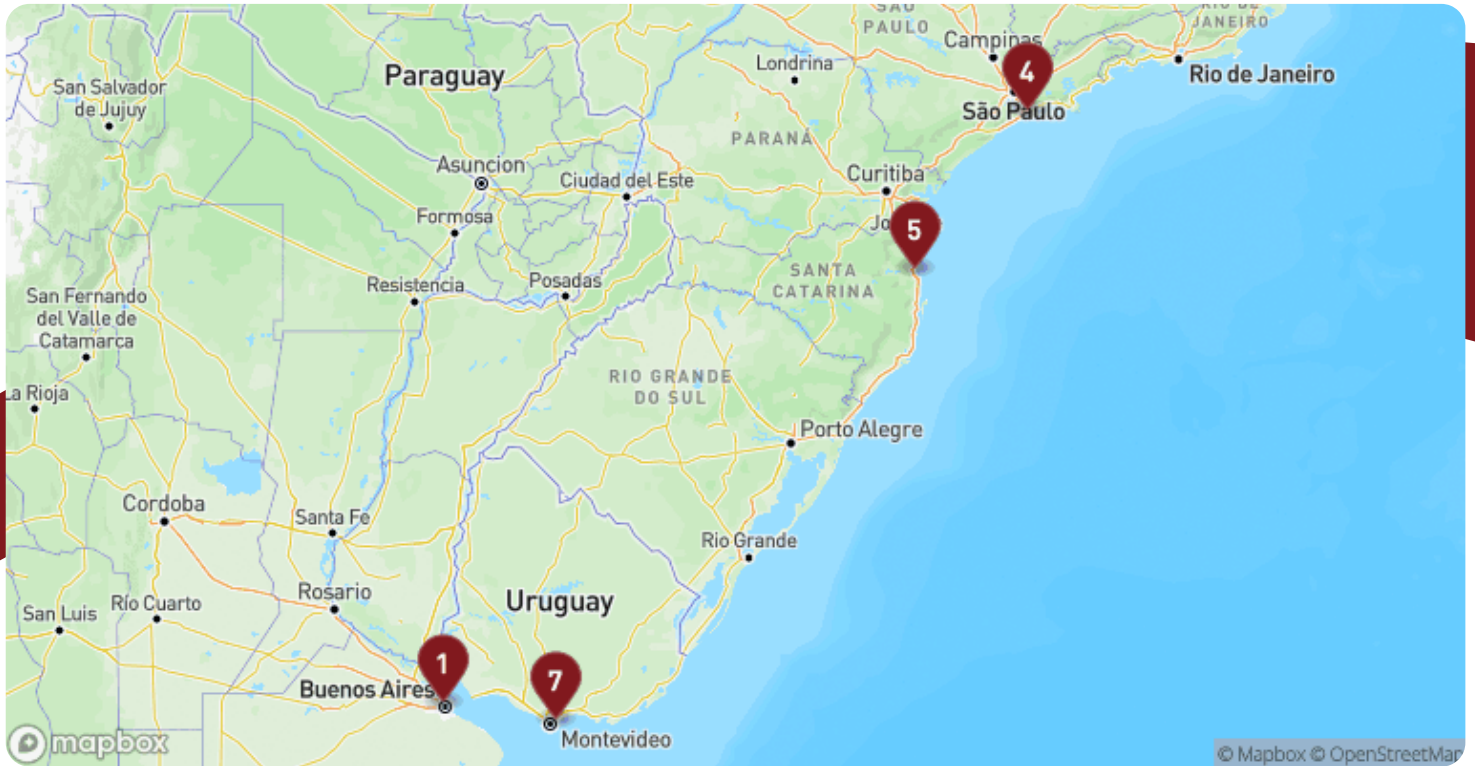 SAO
PAULO
RIO DE
JANEIRO
Campinas
Londrina
4
Rio de Janeiro
Paraguay
San Salvador
de Jujuy
São Paulo
PARANÁ
Asuncion
Curitiba
Ciudad del Este
Formosa
Jo
5
SANTA
CATARINA
Posadas
Resistencia
San Fernando
del Valle de
Catamarca
La Rioja
RIO GRANDE
DO SUL
Porto Alegre
Cordoba
Santa Fe
Rio Grande
Rosario
Uruguay
San Luis
Río Cuarto
1
7
Buenos Aires
Montevideo
mapbox
© Mapbox © OpenStreetMap